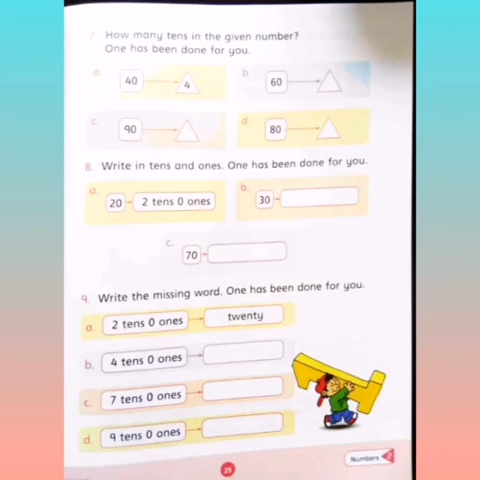 7. How many tens in the given number?
One has been done for you.
a. 40 4
b. 60
c. 90
d. 80
8. Write in tens and ones. One has been done for you.
a. 20 2 tens 0 ones
b. 30
c. 70
9. Write the missing word. One has been done for you.
a. 2 tens 0 ones twenty
b. 4 tens 0 ones
c. 7 tens 0 ones
d. 9 tens 0 ones
25
Numbers 2